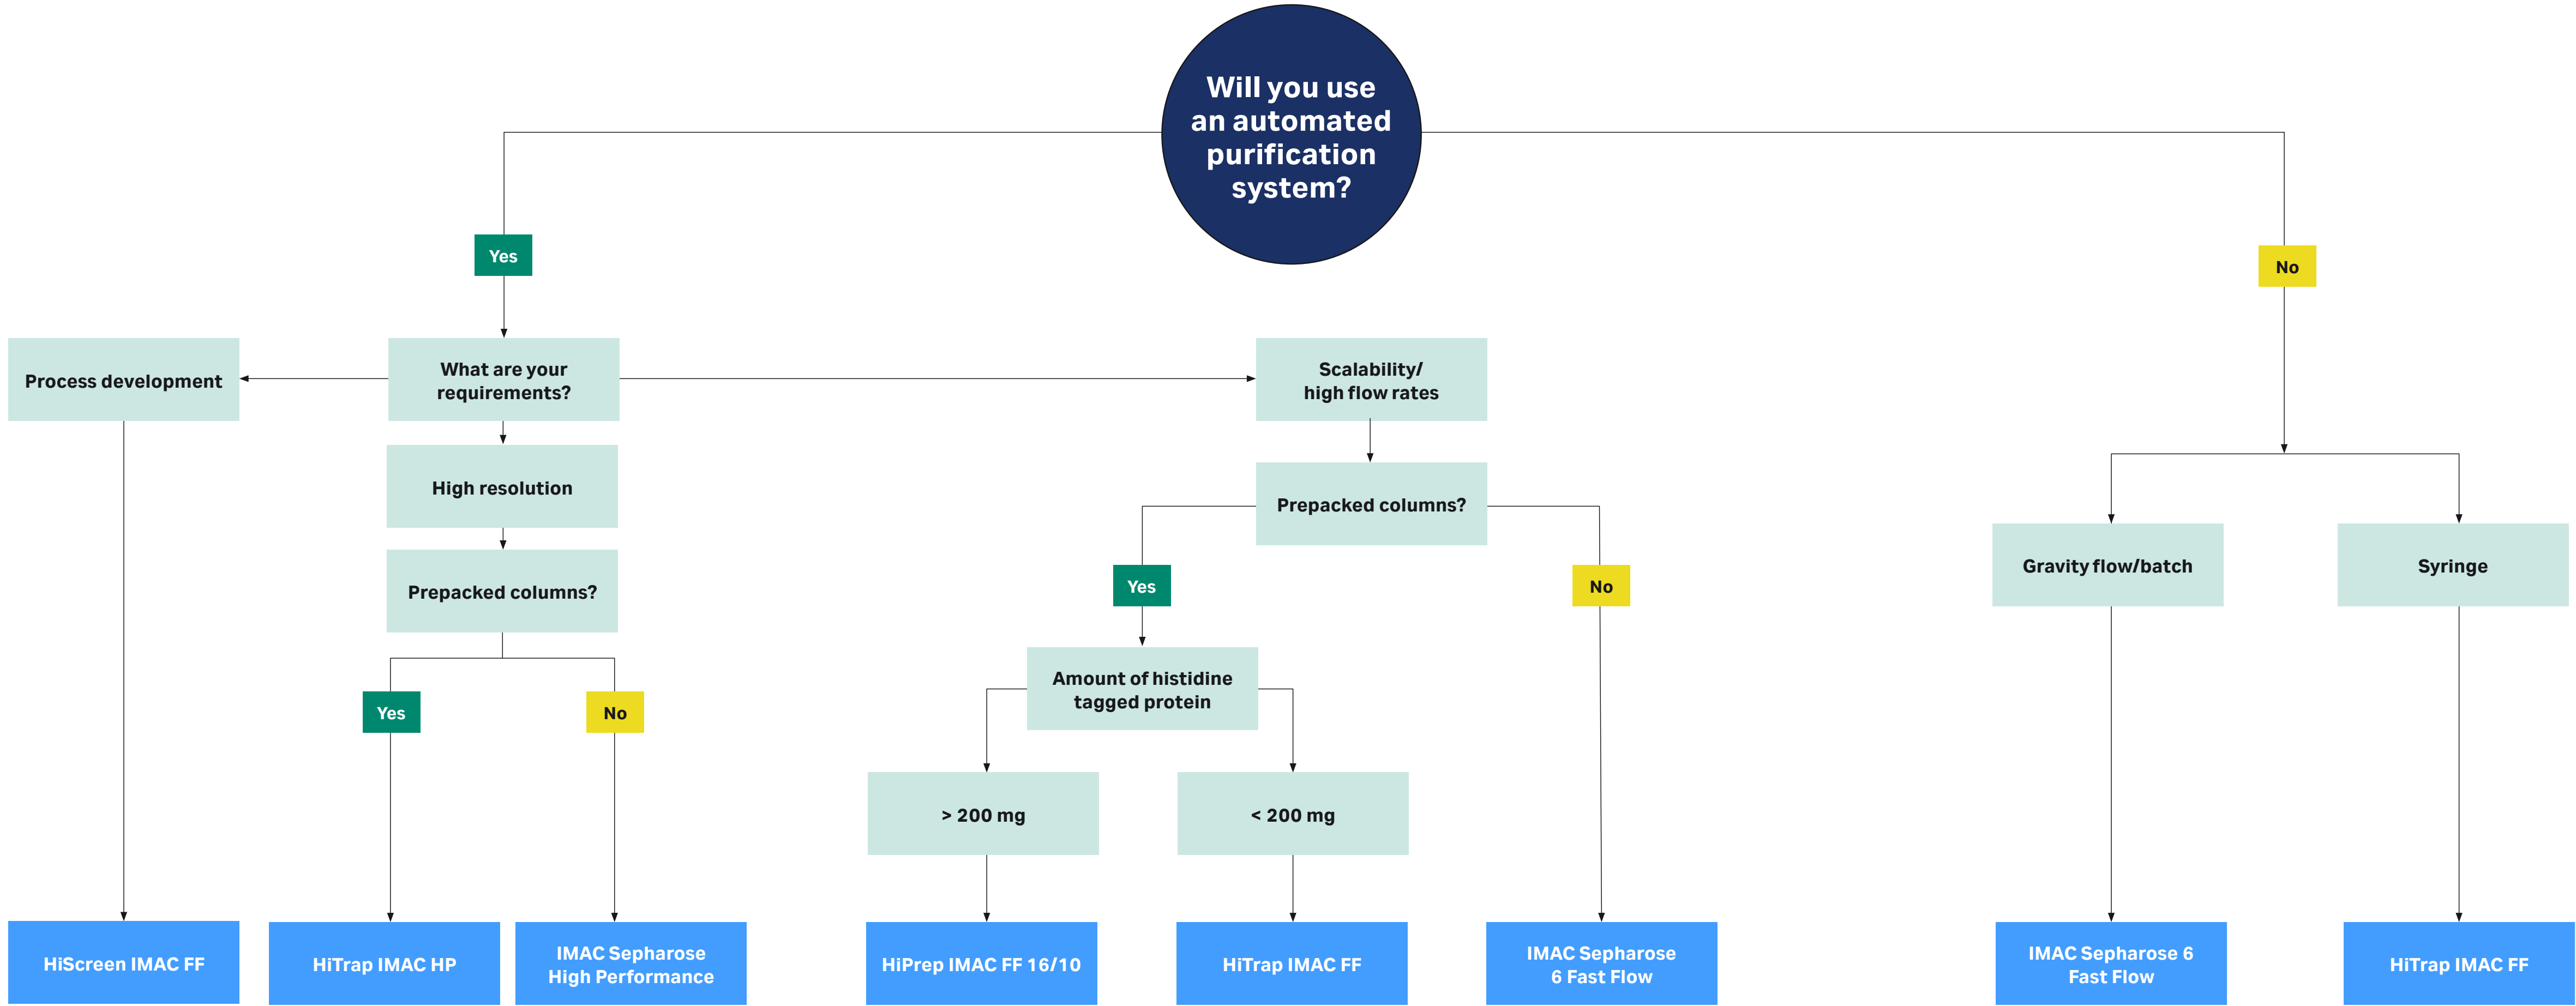 Will you use
an automated
purification
system?
Yes
No
Process development
What are your
requirements?
Scalability/
high flow rates
High resolution
Prepacked columns?
Prepacked columns?
Gravity flow/batch
Syringe
Yes
No
Amount of histidine
tagged protein
Yes
No
> 200 mg
< 200 mg
HiScreen IMAC FF
HiTrap IMAC HP
IMAC Sepharose
High Performance
HiPrep IMAC FF 16/10
HiTrap IMAC FF
IMAC Sepharose
6 Fast Flow
IMAC Sepharose 6
Fast Flow
HiTrap IMAC FF